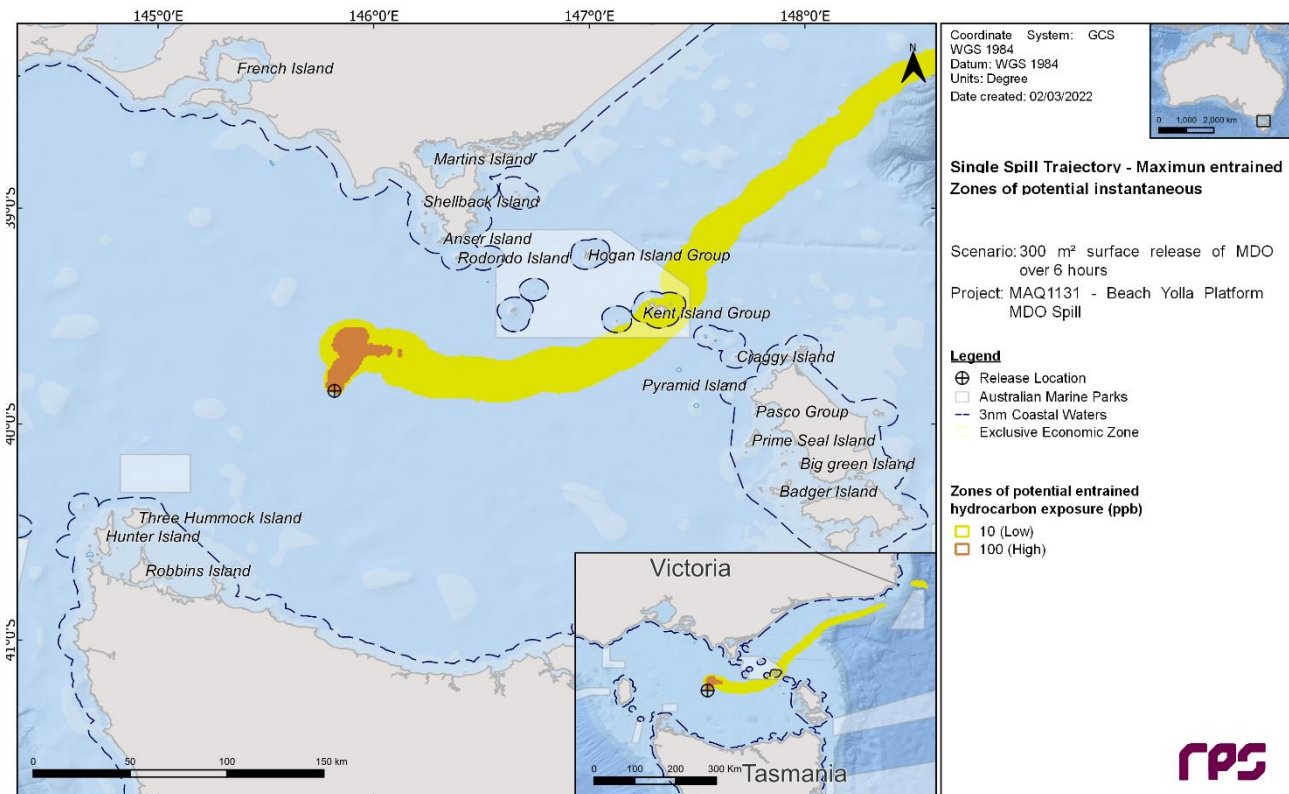 145°0'E 146°0'E 147°0'E 148°0'E
N
French Island
Martins Island
39°0'S
Shellback Island
Anser Island
Rodondo Island
Hogan Island Group
Kent Island Group
Craggy Island
Pyramid Island
Pasco Group
40°0'S
Prime Seal Island
Big green Island
Badger Island
Three Hummock Island
Hunter Island
Robbins Island
41°0'S
0 50 100 150 km
Victoria
Tasmania
0 100 200 300 Km
Coordinate System: GCS
WGS 1984
Datum: WGS 1984
Units: Degree
Date created: 02/03/2022
0 1,000 2,000 km
Single Spill Trajectory - Maximun entrained
Zones of potential instantaneous
Scenario: 300 m² surface release of MDO
over 6 hours
Project: MAQ1131 - Beach Yolla Platform
MDO Spill
Legend
Release Location
Australian Marine Parks
3nm Coastal Waters
Exclusive Economic Zone
Zones of potential entrained
hydrocarbon exposure (ppb)
10 (Low)
100 (High)
rps